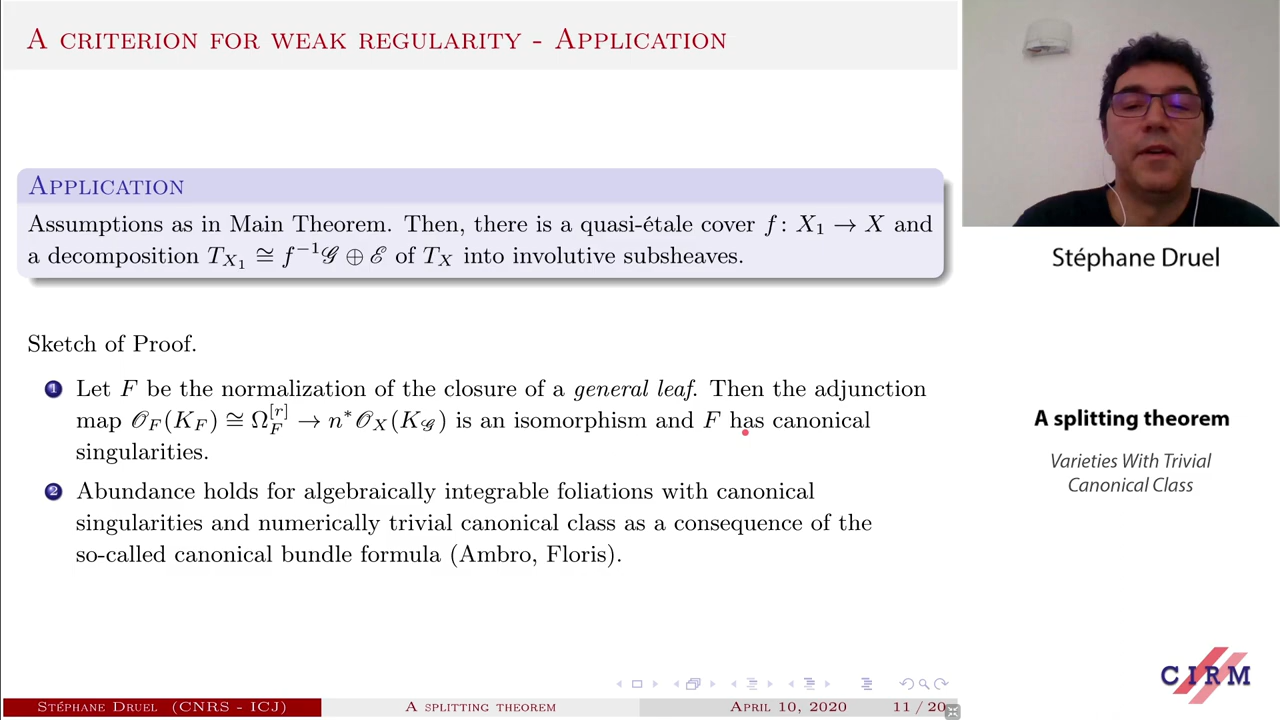 A criterion for weak regularity - Application
Application
Assumptions as in Main Theorem. Then, there is a quasi-étale cover f: X₁ → X and
a decomposition T_{X₁} ≅ f⁻¹𝒢 ⊕ ℰ of T_X into involutive subsheaves.
Sketch of Proof.
1 Let F be the normalization of the closure of a general leaf. Then the adjunction
map 𝒪_F(K_F) ≅ Ω_F^{[r]} → n*𝒪_X(K_𝒢) is an isomorphism and F has canonical
singularities.
2 Abundance holds for algebraically integrable foliations with canonical
singularities and numerically trivial canonical class as a consequence of the
so-called canonical bundle formula (Ambro, Floris).
Stéphane Druel (CNRS - ICJ)
A splitting theorem
April 10, 2020
11 / 20
Stéphane Druel
A splitting theorem
Varieties With Trivial
Canonical Class
CIRM